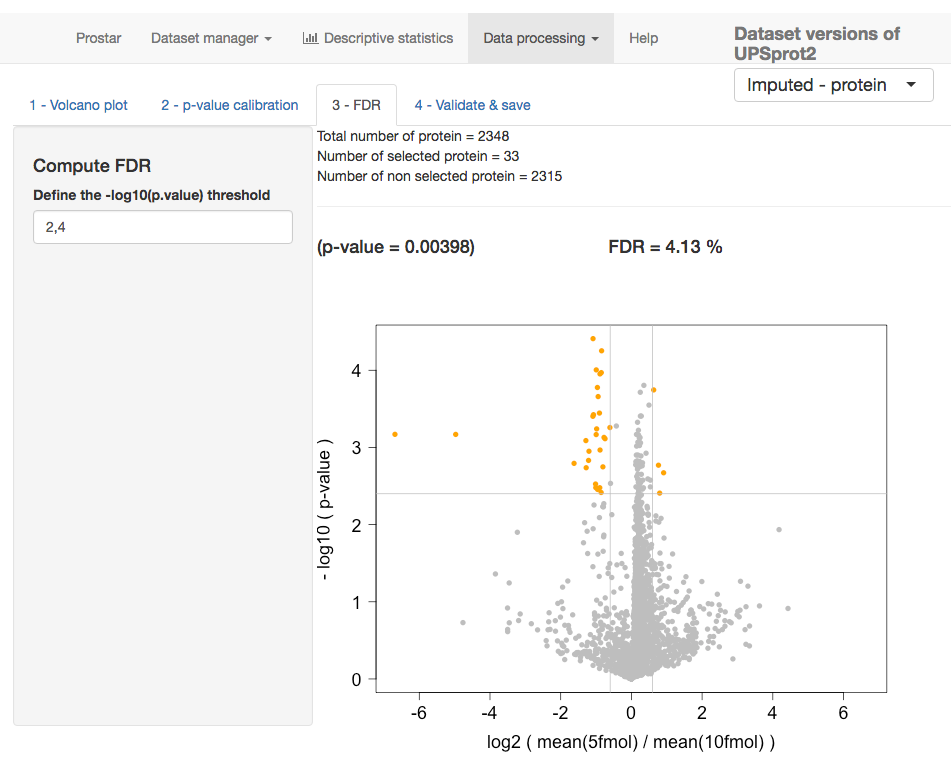 Prostar Dataset manager Descriptive statistics Data processing Help
Dataset versions of
UPSprot2
Imputed - protein
1 - Volcano plot 2 - p-value calibration 3 - FDR 4 - Validate & save
Compute FDR
Define the -log10(p.value) threshold
2,4
Total number of protein = 2348
Number of selected protein = 33
Number of non selected protein = 2315
(p-value = 0.00398) FDR = 4.13 %
- log10 ( p-value )
4
3
2
1
0
-6 -4 -2 0 2 4 6
log2 ( mean(5fmol) / mean(10fmol) )